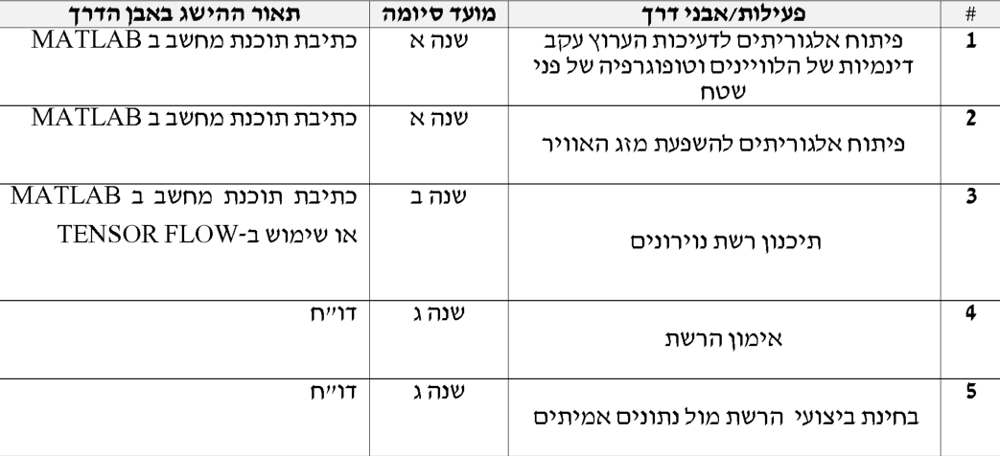 # פעילות/אבני דרך מועד סיומה תאור ההישג באבן הדרך
1 פיתוח אלגוריתים לדעיכות הערוץ עקב שנה א כתיבת תוכנת מחשב ב MATLAB
דינמיות של הלוויינים וטופוגרפיה של פני
שטח
2 שנה א כתיבת תוכנת מחשב ב MATLAB
פיתוח אלגוריתים להשפעת מזג האוויר
3 שנה ב כתיבת תוכנת מחשב ב MATLAB
או שימוש ב-TENSOR FLOW
תיכנון רשת נוירונים
4 שנה ג דו״ח
אימון הרשת
5 שנה ג דו״ח
בחינת ביצועי הרשת מול נתונים אמיתים